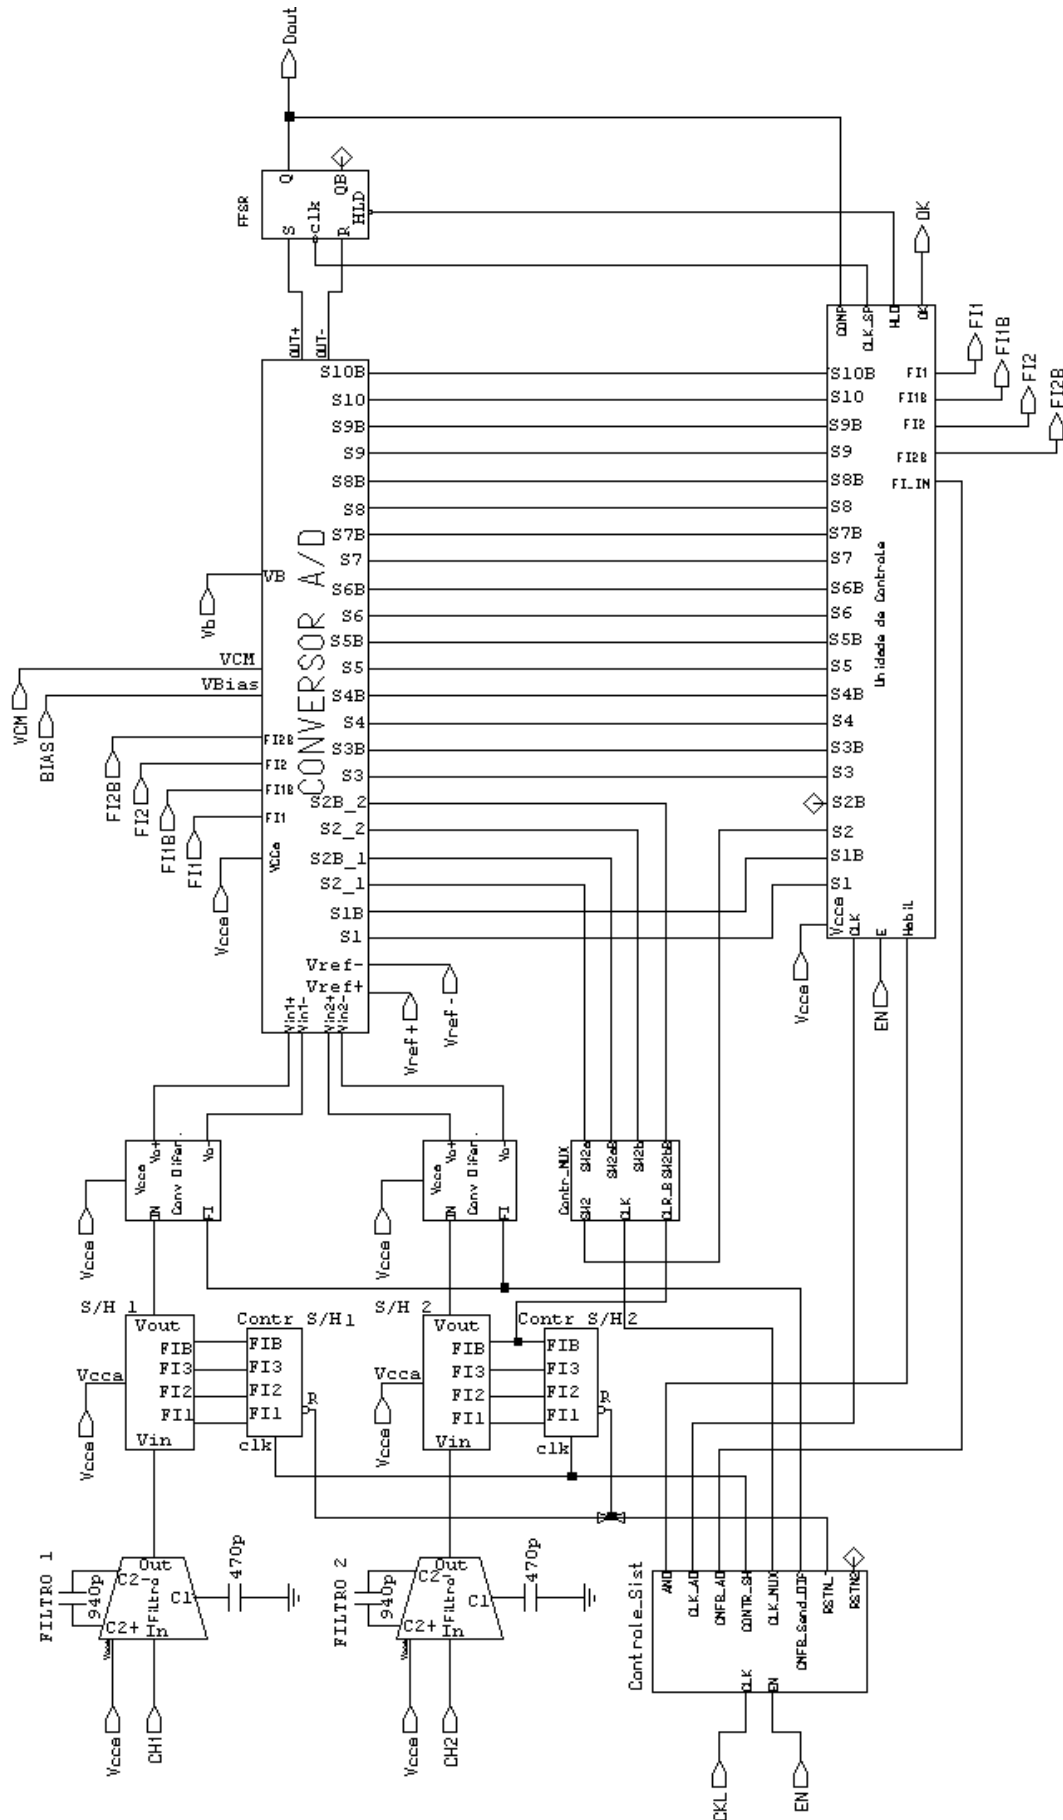 Dout
FFSR
Q
QB
S
clk
R
HLD
OUT+
OUT-
CONVERSOR A/D
VB
VCM
VBias
FI2B
FI2
FI1B
FI1
Vcca
Vb
VCM
BIAS
FI2B
FI2
FI1B
FI1
Vcca
S10B
S10
S9B
S9
S8B
S8
S7B
S7
S6B
S6
S5B
S5
S4B
S4
S3B
S3
S2B_2
S2_2
S2B_1
S2_1
S1B
S1
Vref-
Vref+
Vref-
Vref+
Vin1+
Vin1-
Vin2+
Vin2-
COMP
CLK_SR
HLD
OK
OK
S10B
S10
S9B
S9
S8B
S8
S7B
S7
S6B
S6
S5B
S5
S4B
S4
S3B
S3
S2B
S2
S1B
S1
Vcca
CLK
E
Habil
Unidade de Controle
FI1
FI1B
FI2
FI2B
FI_IN
FI1
FI1B
FI2
FI2B
Vcca
EN
Vo+
Vo-
Vcca
Conv Difer.
IN
FI
Vcca
Vo+
Vo-
Vcca
Conv Difer.
IN
FI
Vcca
Contr_MUX
SW2a
SW2aB
SW2b
SW2bB
SW2
CLK
CLR_B
S/H 1
Vout
FIB
FI3
FI2
FI1
Vin
Vcca
Vcca
Contr S/H1
FIB
FI3
FI2
FI1
R
clk
S/H 2
Vout
FIB
FI3
FI2
FI1
Vin
Vcca
Vcca
Contr S/H2
FIB
FI3
FI2
FI1
R
clk
FILTRO 1
940p
Out
C2-
Filtro
C1
C2+
In
470p
Vcca
Vcca
CH1
FILTRO 2
940p
Out
C2-
Filtro
C1
C2+
In
470p
Vcca
Vcca
CH2
Controle_Sist
AND
CLK_AD
CMFB_AD
CONTR_SH
CLK_MUX
CMFB_Sand_DIF
RSTN_
RSTN2
CLK
EN
CKL
EN